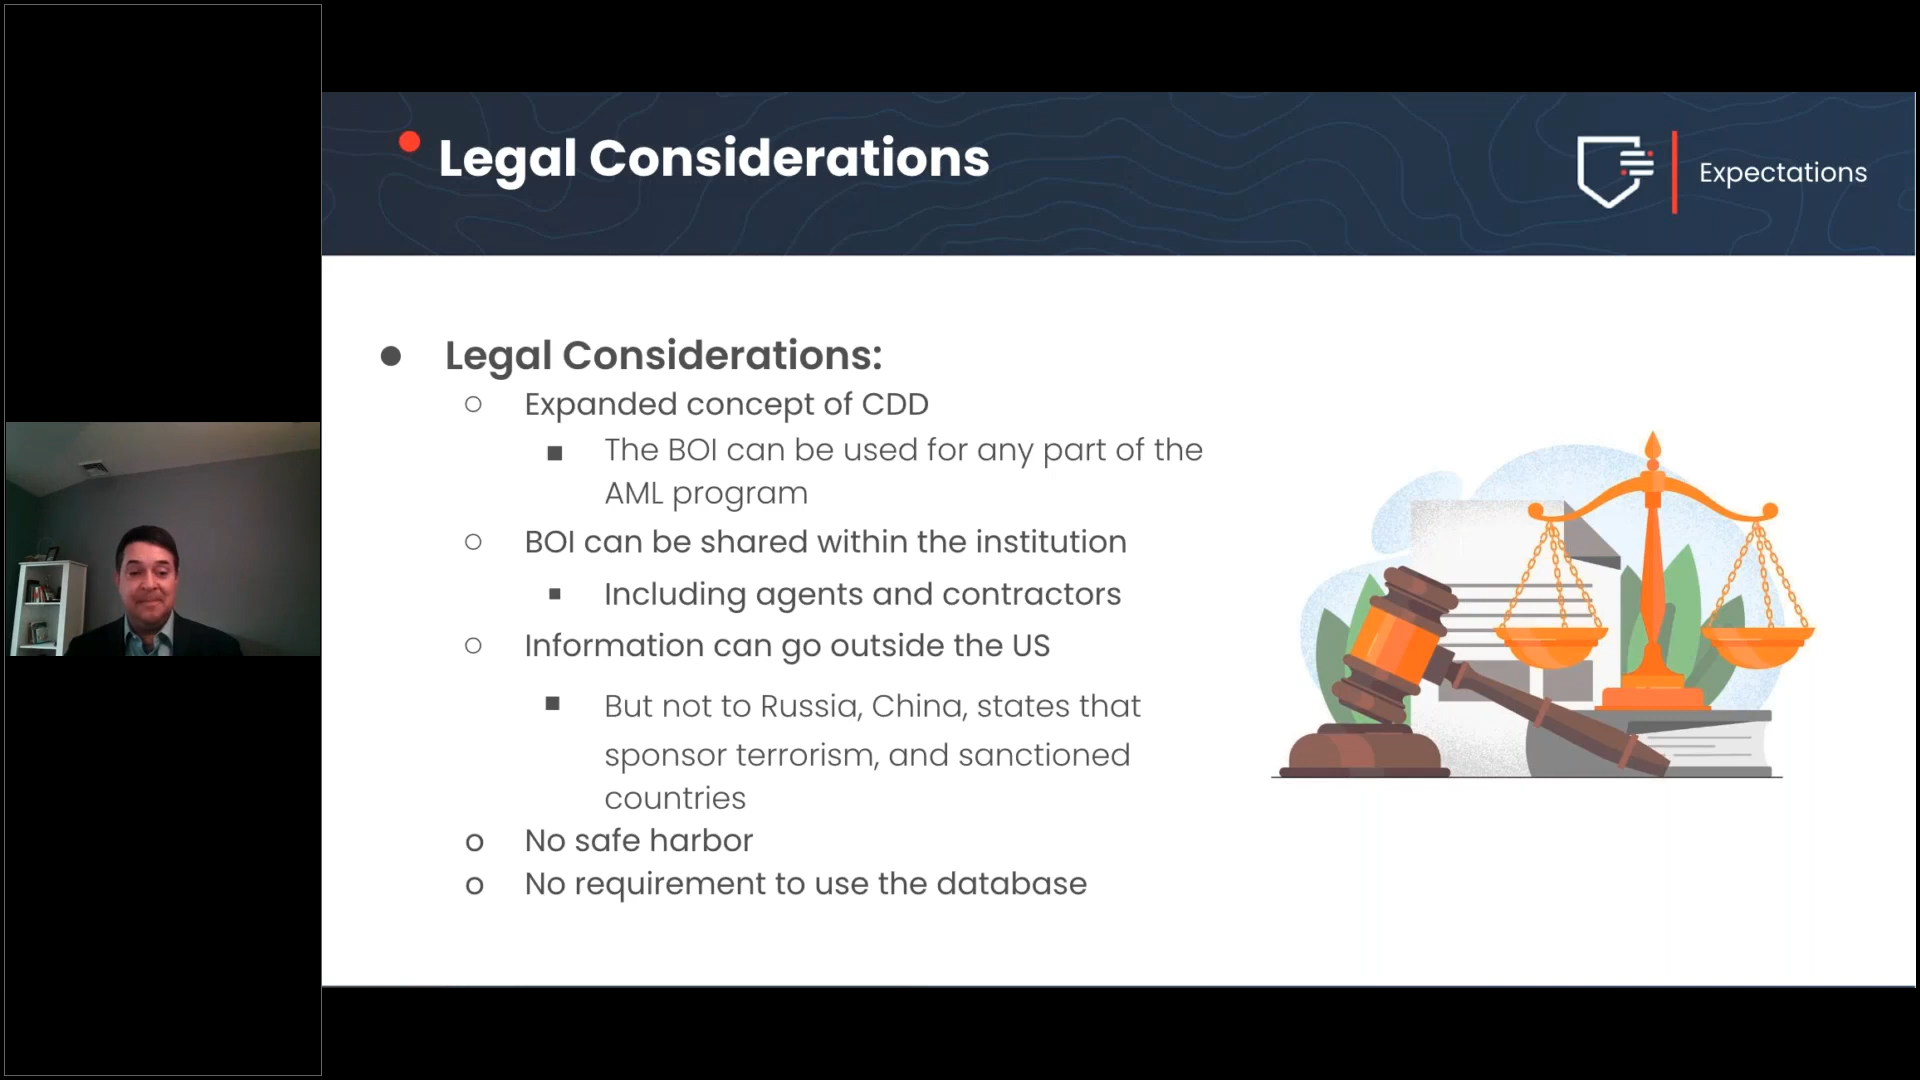 Legal Considerations
Expectations
● Legal Considerations:
○ Expanded concept of CDD
■ The BOI can be used for any part of the
AML program
○ BOI can be shared within the institution
■ Including agents and contractors
○ Information can go outside the US
■ But not to Russia, China, states that
sponsor terrorism, and sanctioned
countries
o No safe harbor
o No requirement to use the database